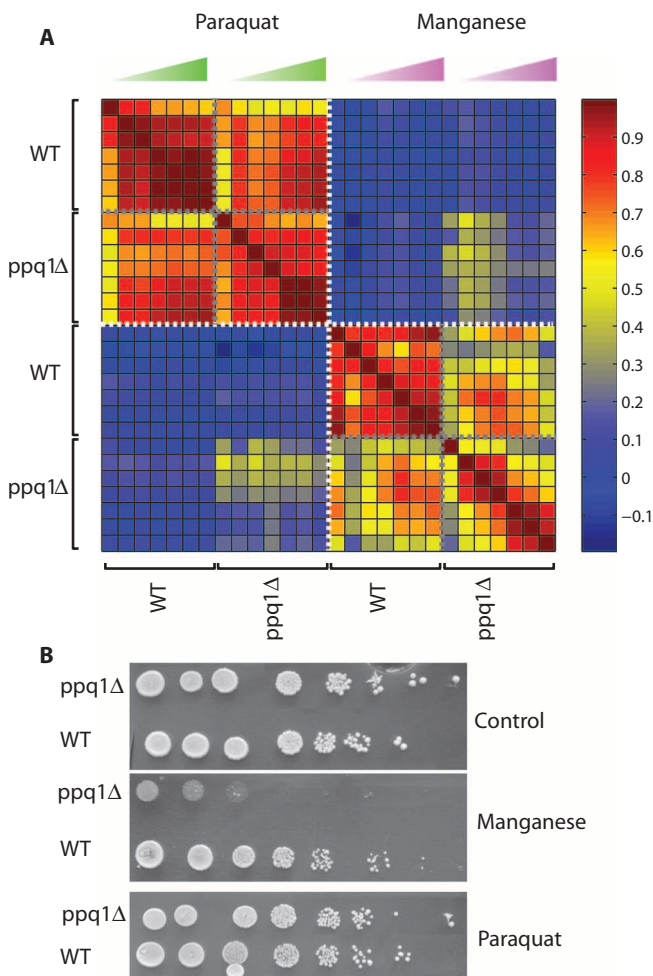 A
Paraquat Manganese
WT
ppq1Δ
WT
ppq1Δ
0.9
0.8
0.7
0.6
0.5
0.4
0.3
0.2
0.1
0
−0.1
WT ppq1Δ WT ppq1Δ
B
ppq1Δ
WT
Control
ppq1Δ
WT
Manganese
ppq1Δ
WT
Paraquat